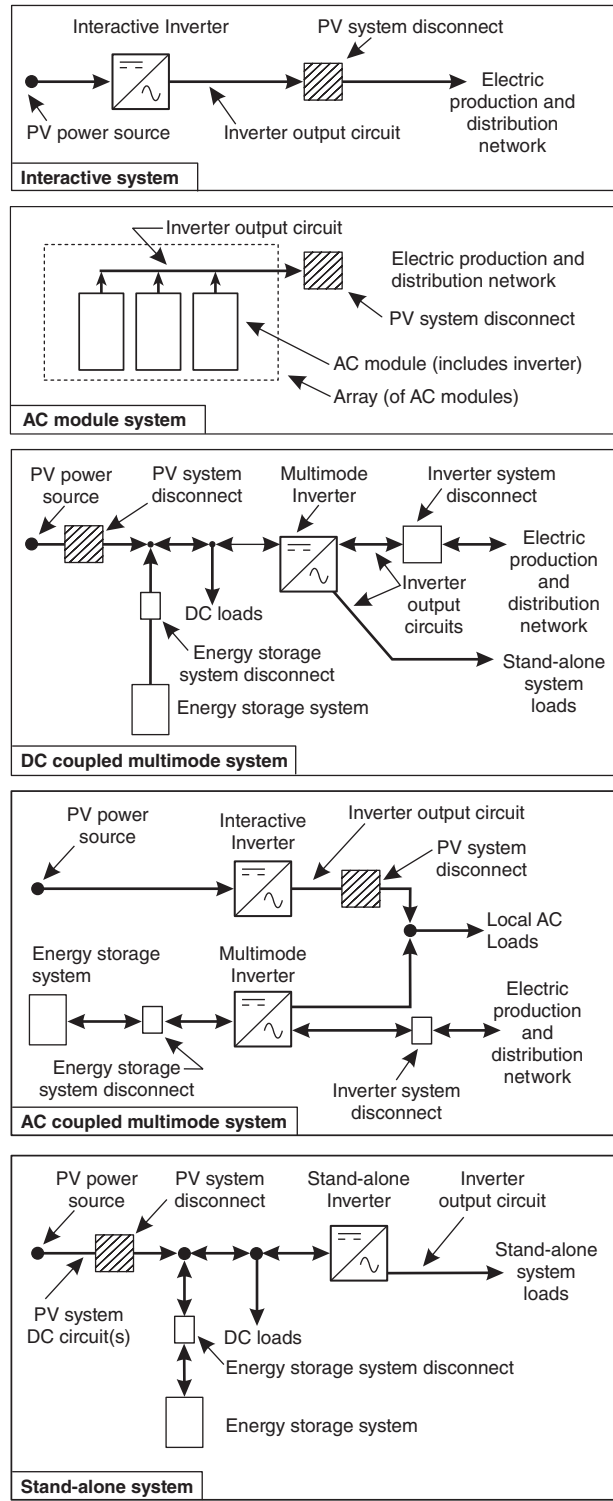 Interactive Inverter
PV system disconnect
PV power source
Inverter output circuit
Electric
production and
distribution
network
Interactive system
Inverter output circuit
Electric production and
distribution network
PV system disconnect
AC module (includes inverter)
Array (of AC modules)
AC module system
PV power
source
PV system
disconnect
Multimode
Inverter
Inverter system
disconnect
Electric
production
and
distribution
network
DC loads
Inverter
output
circuits
Energy storage
system disconnect
Stand-alone
system
loads
Energy storage system
DC coupled multimode system
PV power
source
Interactive
Inverter
Inverter output circuit
PV system
disconnect
Local AC
Loads
Energy storage
system
Multimode
Inverter
Electric
production
and
distribution
network
Energy storage
system disconnect
Inverter system
disconnect
AC coupled multimode system
PV power
source
PV system
disconnect
Stand-alone
Inverter
Inverter
output circuit
PV system
DC circuit(s)
DC loads
Stand-alone
system
loads
Energy storage system disconnect
Energy storage system
Stand-alone system